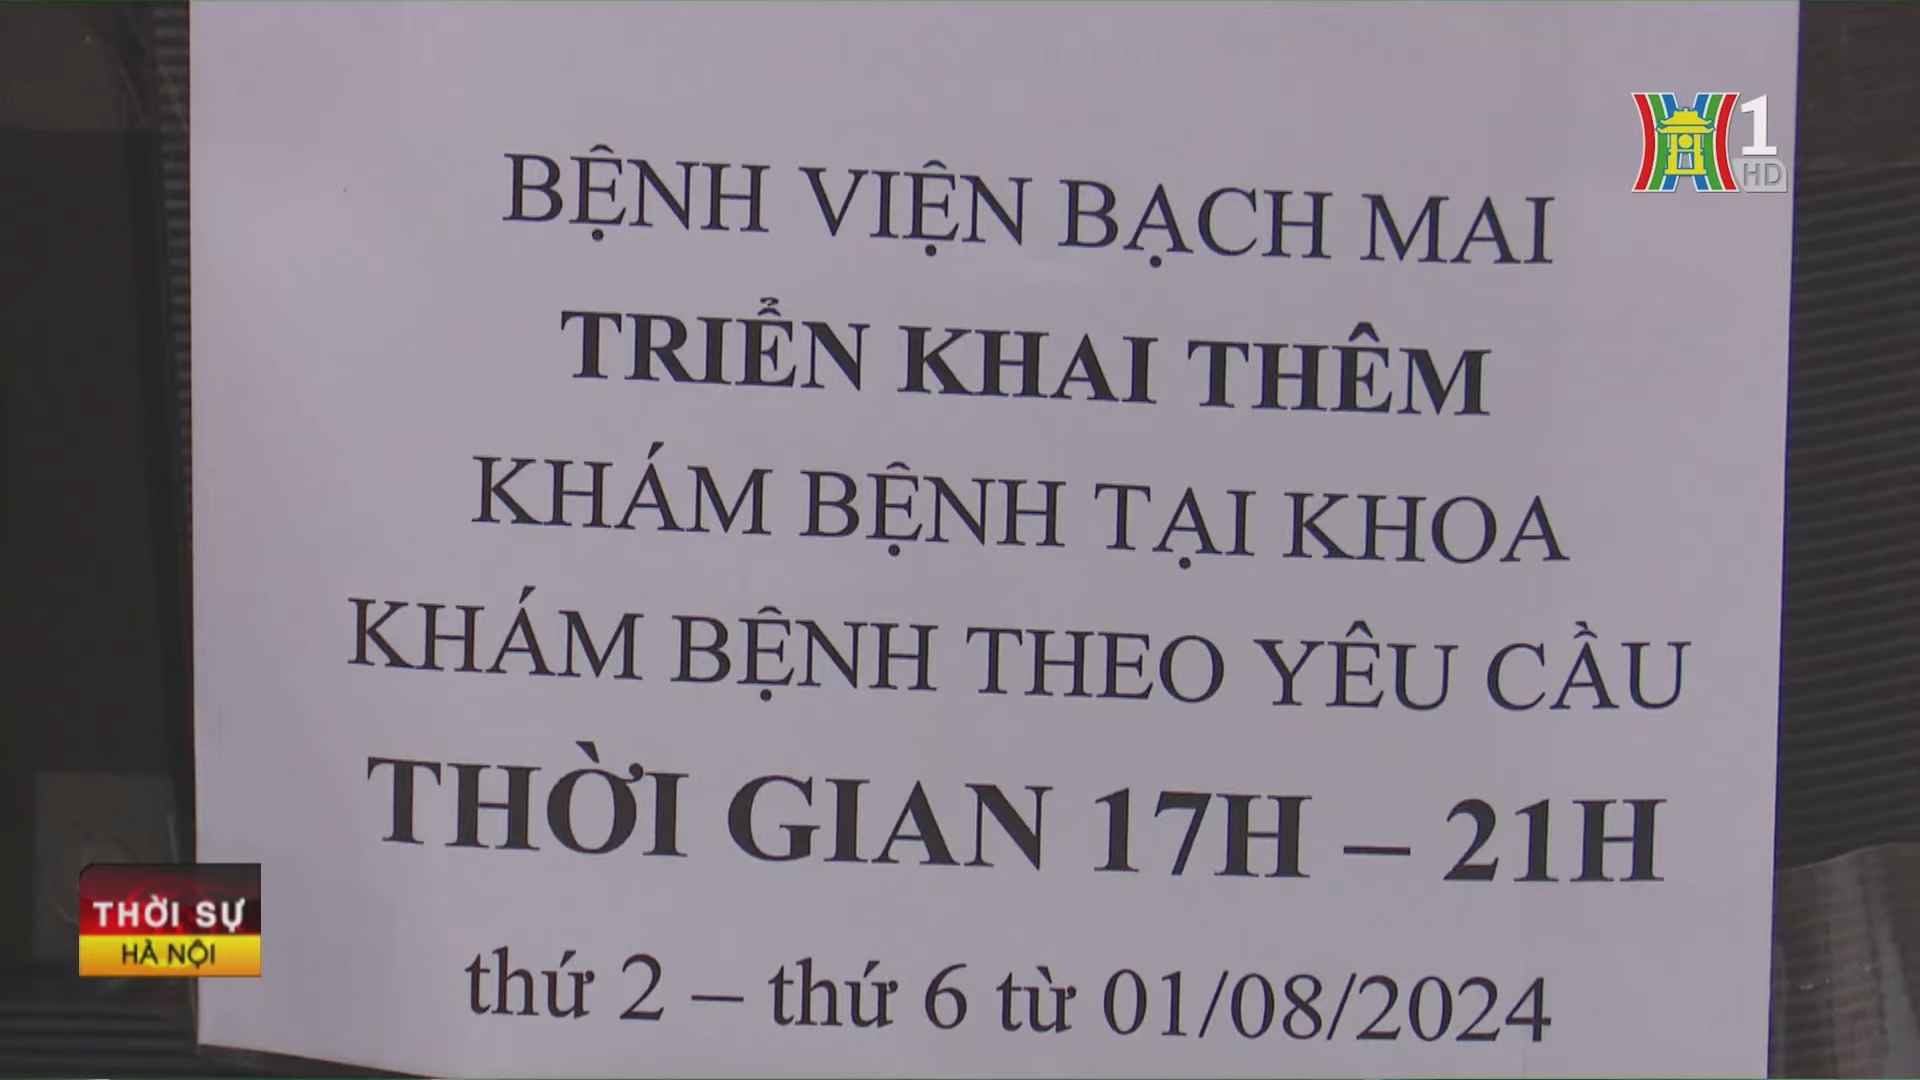 1
HD
BỆNH VIỆN BẠCH MAI
TRIỂN KHAI THÊM
KHÁM BỆNH TẠI KHOA
KHÁM BỆNH THEO YÊU CẦU
THỜI GIAN 17H – 21H
thứ 2 – thứ 6 từ 01/08/2024
THỜI SỰ
HÀ NỘI